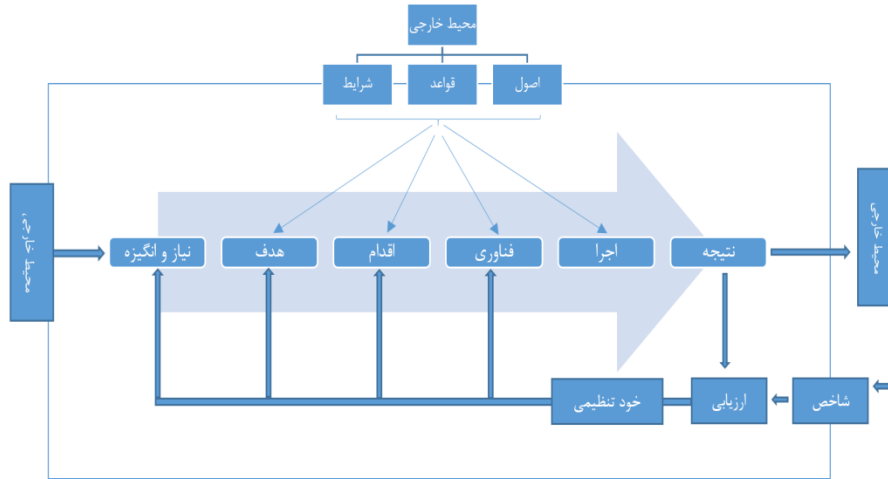 محیط خارجی
اصول
قواعد
شرایط
محیط خارجی,
نیاز و انگیزه
هدف
اقدام
فناوری
اجرا
نتیجه
محیط خارجی
خود تنظیمی
ارزیابی
شاخص